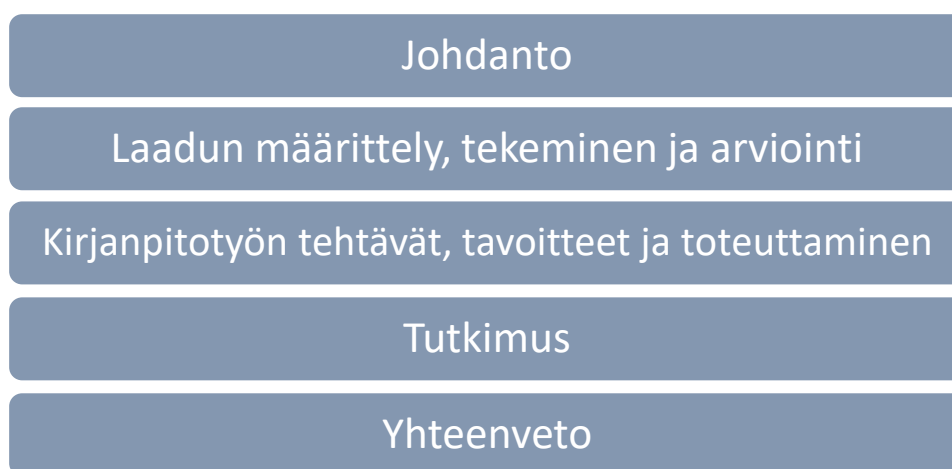 Johdanto
Laadun määrittely, tekeminen ja arviointi
Kirjanpitotyön tehtävät, tavoitteet ja toteuttaminen
Tutkimus
Yhteenveto